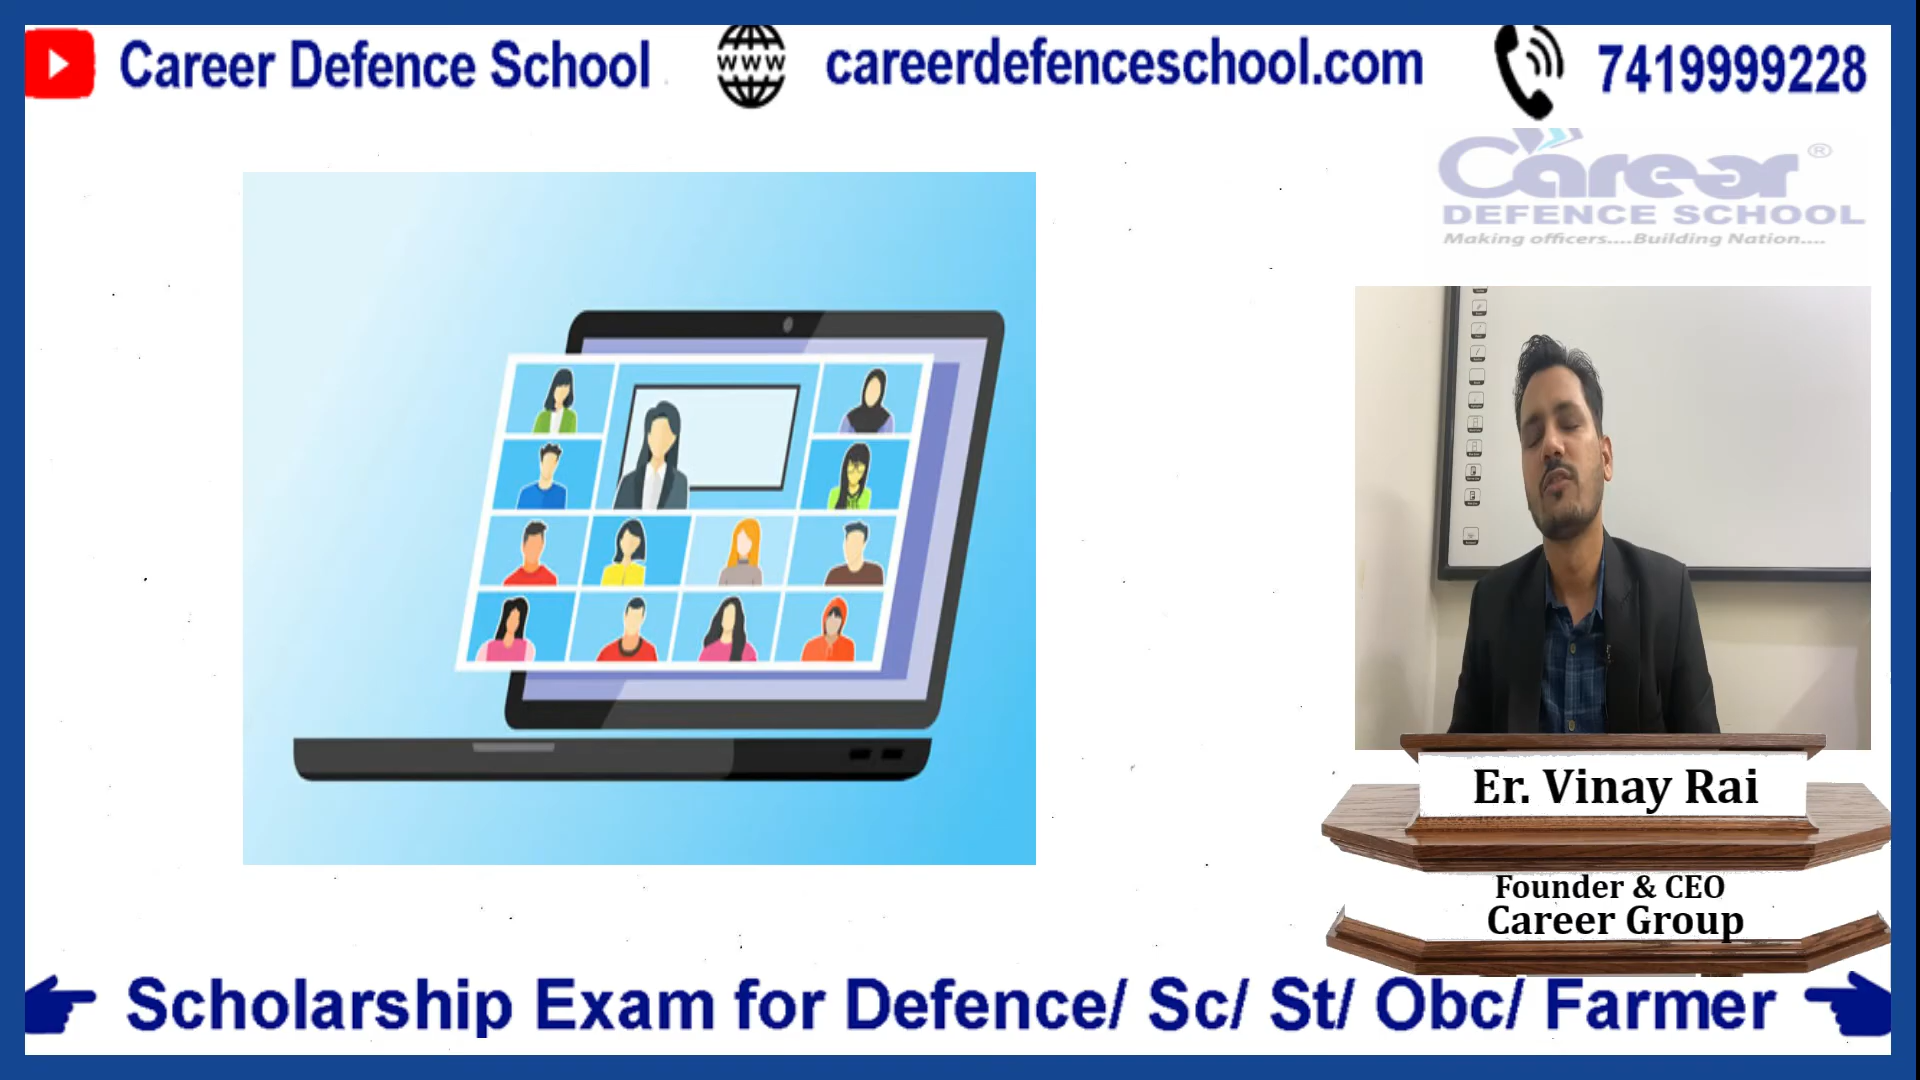 Career Defence School
www
careerdefenceschool.com
7419999228
Career®
DEFENCE SCHOOL
Making officers....Building Nation....
Er. Vinay Rai
Founder & CEO
Career Group
Scholarship Exam for Defence/ Sc/ St/ Obc/ Farmer